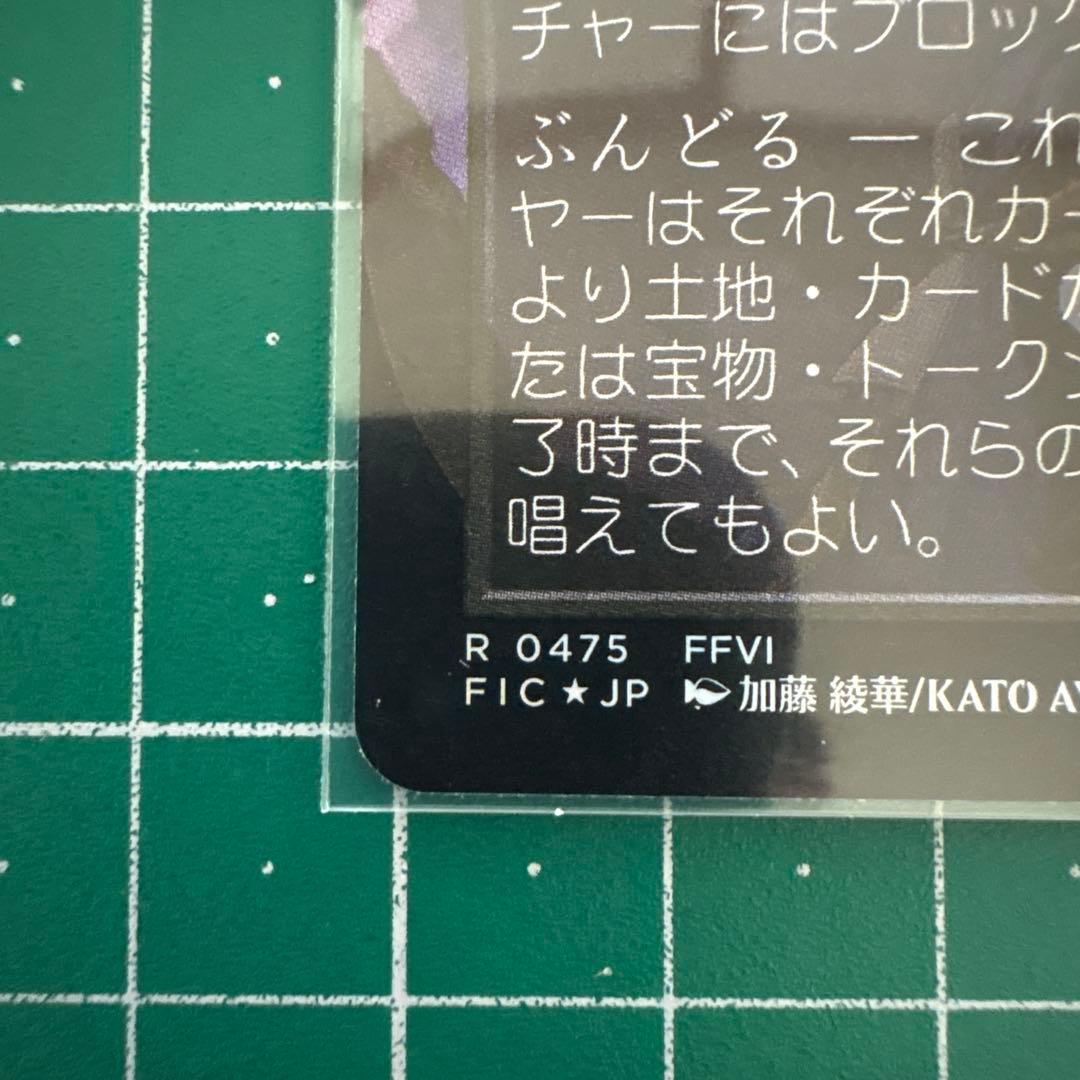 チャーにはブロック
ぶんどる ― これ
ヤーはそれぞれカー
より土地・カードが
たは宝物・トークン
了時まで、それらの
唱えてもよい。
R 0475 FFVI
FIC★JP 加藤 綾華/KATO AY